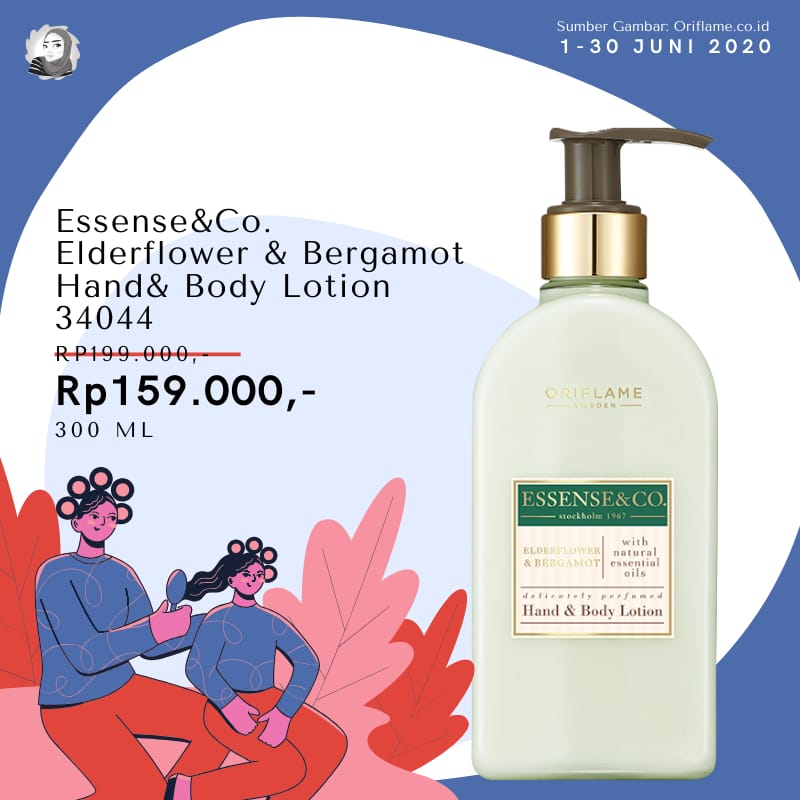 Sumber Gambar: Oriflame.co.id
1-30 JUNI 2020
Essense&Co.
Elderflower & Bergamot
Hand& Body Lotion
34044
RP199.000,-
Rp159.000,-
300 ML
ORIFLAME
SWEDEN
ESSENSE&CO.
stockholm 1967
ELDERFLOWER
& BERGAMOT
with
natural
essential
oils
delicately perfumed
Hand & Body Lotion